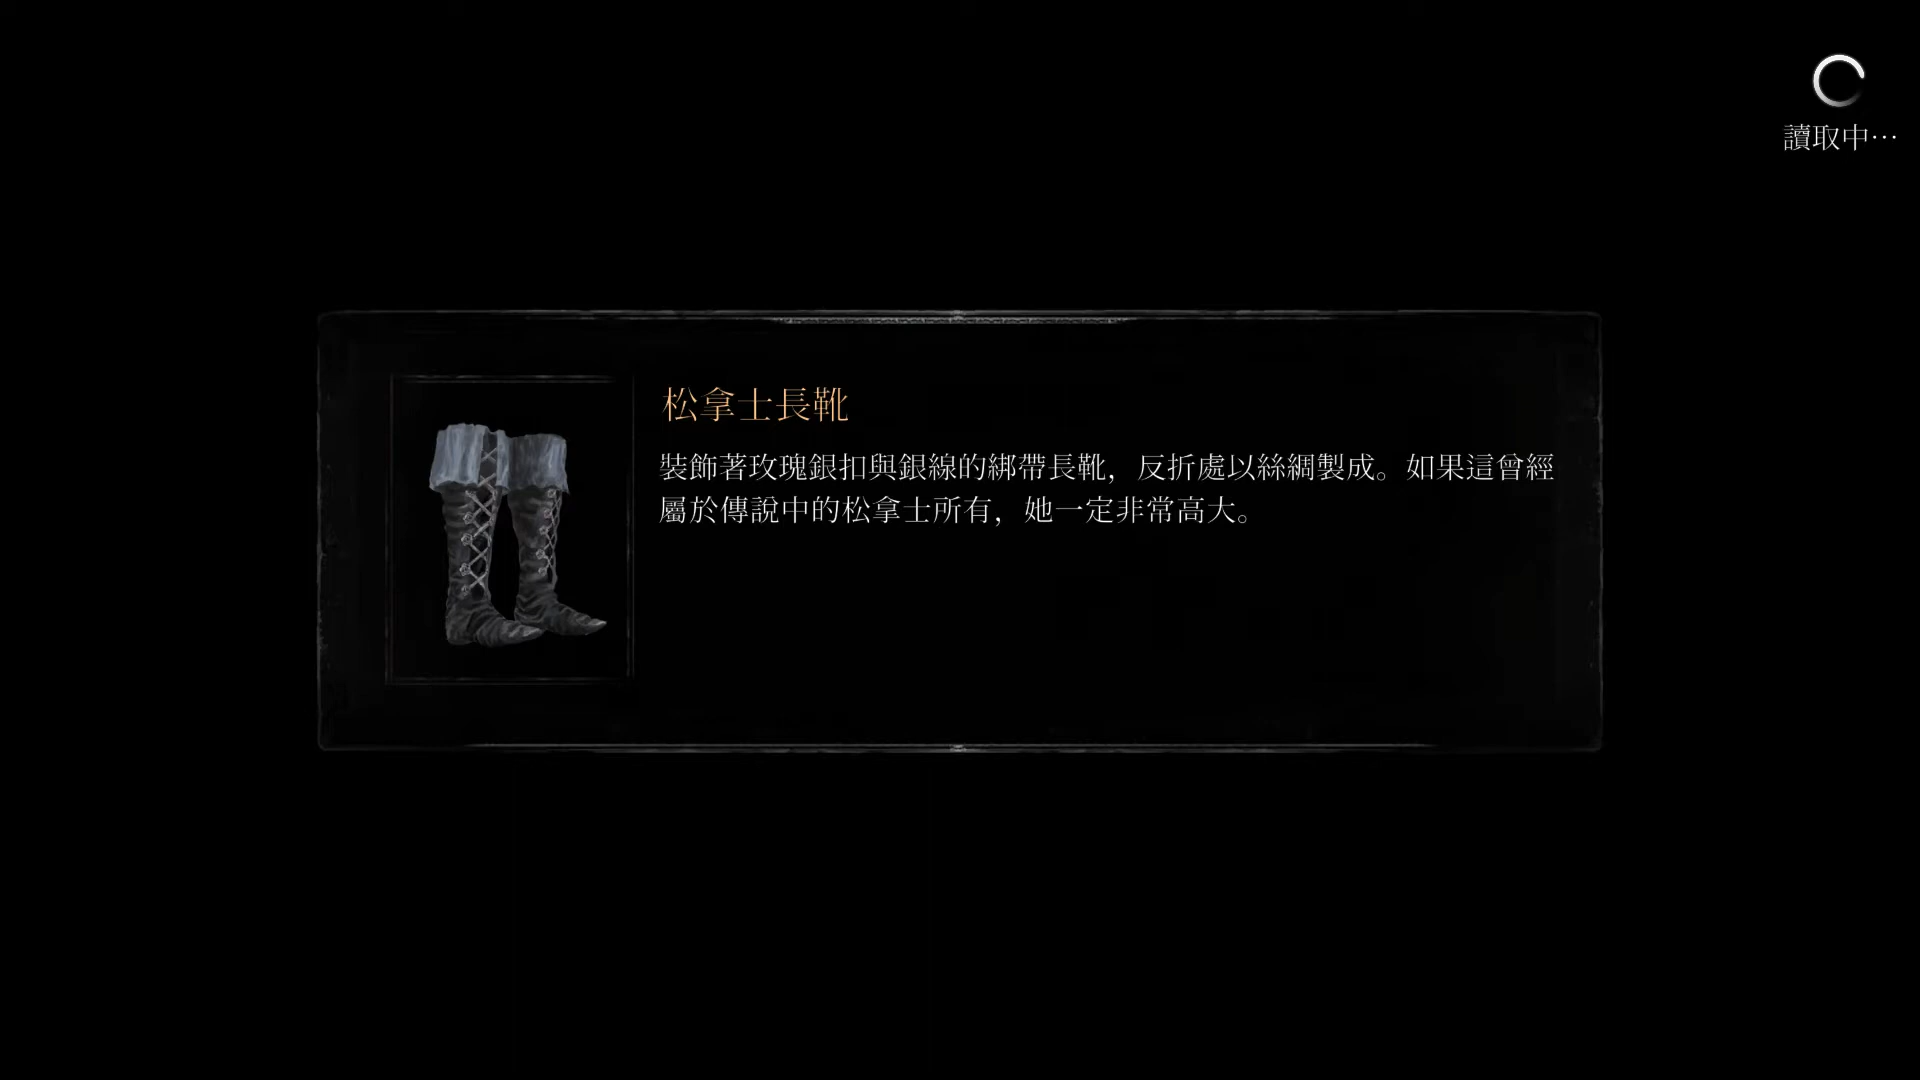 讀取中…
松拿士長靴
裝飾著玫瑰銀扣與銀線的綁帶長靴，反折處以絲綢製成。如果這曾經
屬於傳說中的松拿士所有，她一定非常高大。